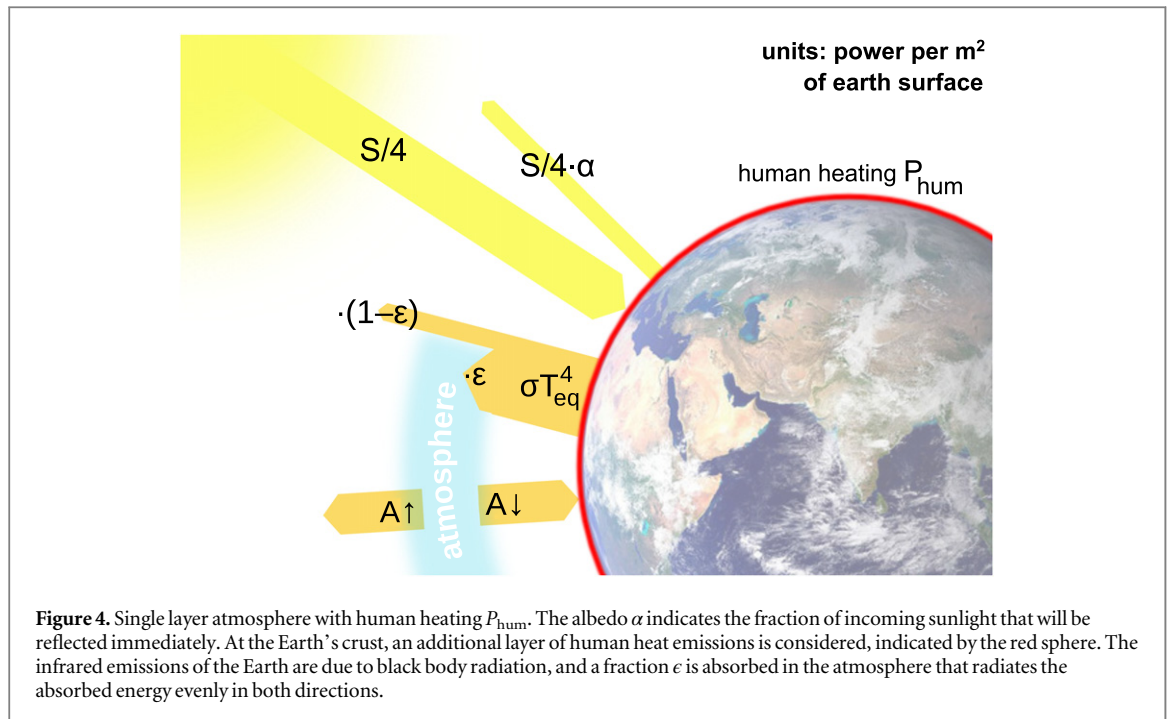 units: power per m²
of earth surface
S/4
S/4·α
human heating P_hum
·(1–ε)
·ε
σT⁴_eq
atmosphere
A↑
A↓
Figure 4. Single layer atmosphere with human heating P_hum. The albedo α indicates the fraction of incoming sunlight that will be
reflected immediately. At the Earth's crust, an additional layer of human heat emissions is considered, indicated by the red sphere. The
infrared emissions of the Earth are due to black body radiation, and a fraction ϵ is absorbed in the atmosphere that radiates the
absorbed energy evenly in both directions.